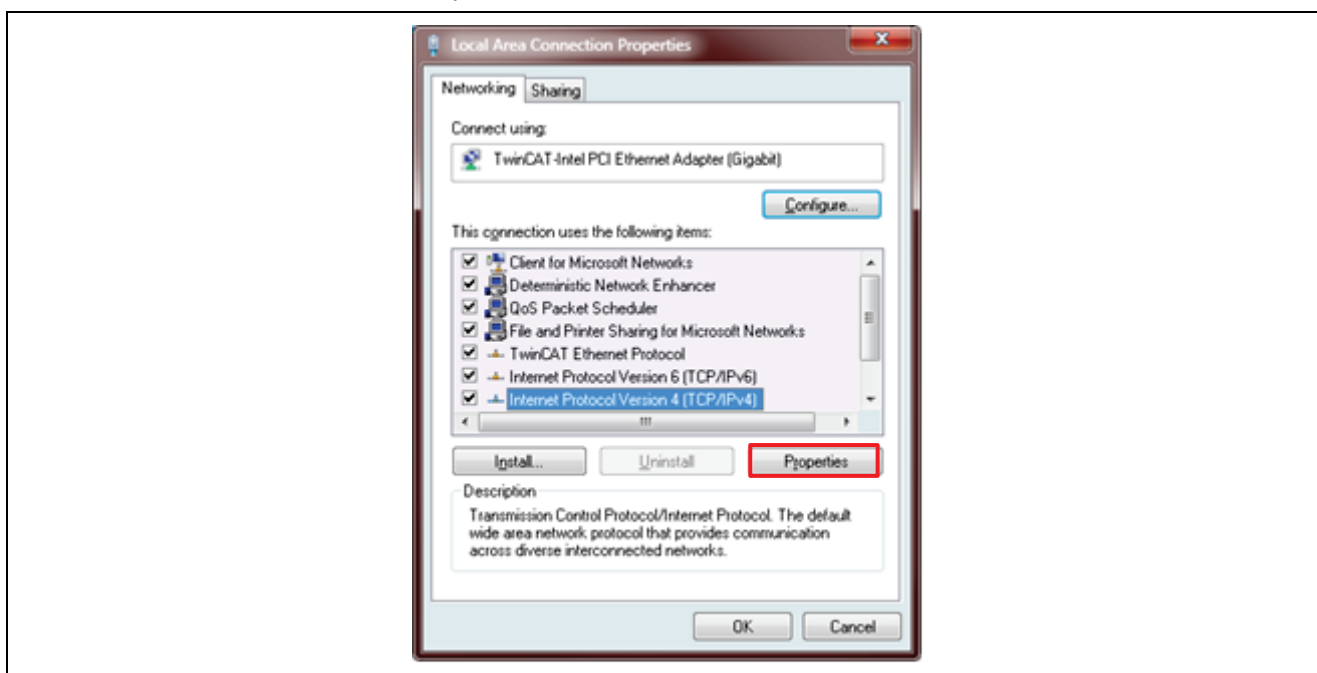 Local Area Connection Properties
Networking Sharing
Connect using:
TwinCAT-Intel PCI Ethernet Adapter (Gigabit)
Configure...
This connection uses the following items:
Client for Microsoft Networks
Deterministic Network Enhancer
QoS Packet Scheduler
File and Printer Sharing for Microsoft Networks
TwinCAT Ethernet Protocol
Internet Protocol Version 6 (TCP/IPv6)
Internet Protocol Version 4 (TCP/IPv4)
Install... Uninstall Properties
Description
Transmission Control Protocol/Internet Protocol. The default
wide area network protocol that provides communication
across diverse interconnected networks.
OK Cancel